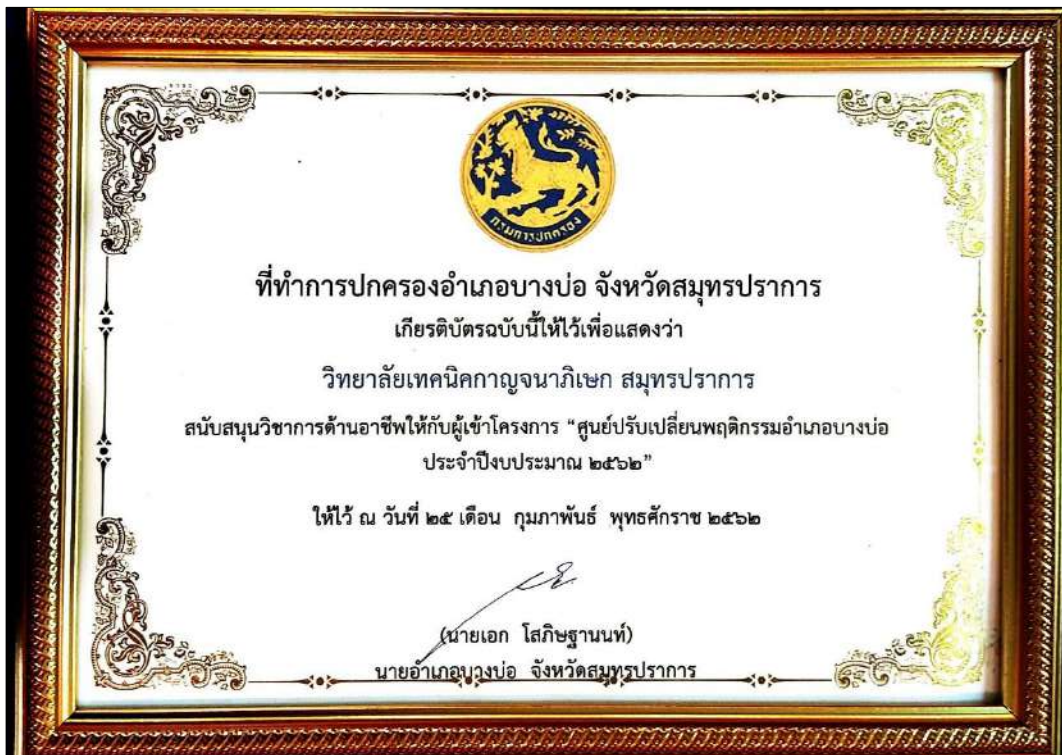 กรมการปกครอง
ที่ทำการปกครองอำเภอบางบ่อ จังหวัดสมุทรปราการ
เกียรติบัตรฉบับนี้ให้ไว้เพื่อแสดงว่า
วิทยาลัยเทคนิคกาญจนาภิเษก สมุทรปราการ
สนับสนุนวิชาการด้านอาชีพให้กับผู้เข้าโครงการ “ศูนย์ปรับเปลี่ยนพฤติกรรมอำเภอบางบ่อ
ประจำปีงบประมาณ ๒๕๖๒”
ให้ไว้ ณ วันที่ ๒๕ เดือน กุมภาพันธ์ พุทธศักราช ๒๕๖๒
(นายเอก โสภิษฐานนท์)
นายอำเภอบางบ่อ จังหวัดสมุทรปราการ